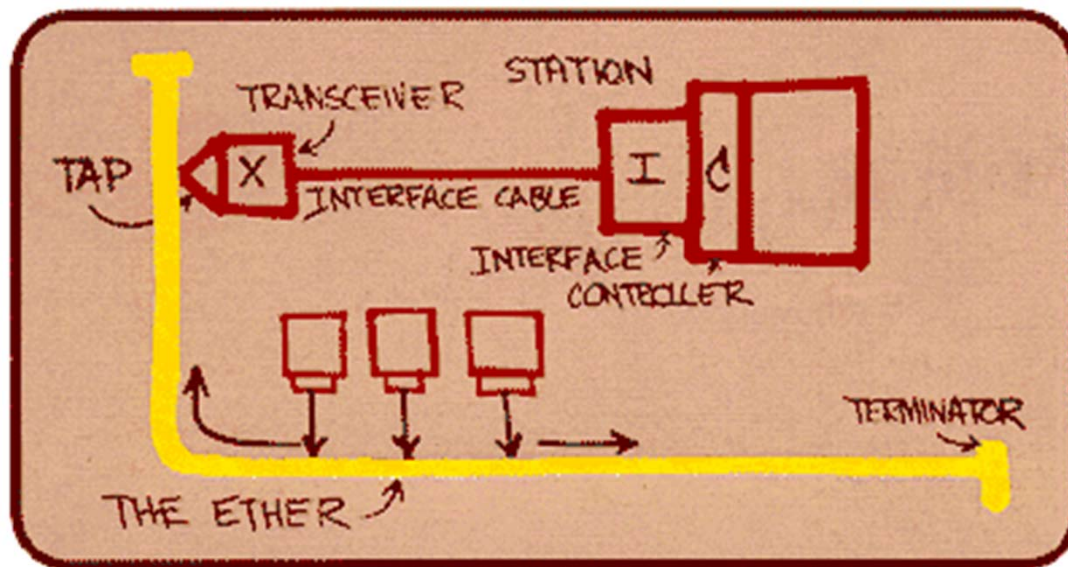 STATION
TRANSCEIVER
TAP
X
I
C
INTERFACE CABLE
INTERFACE
CONTROLLER
TERMINATOR
THE ETHER